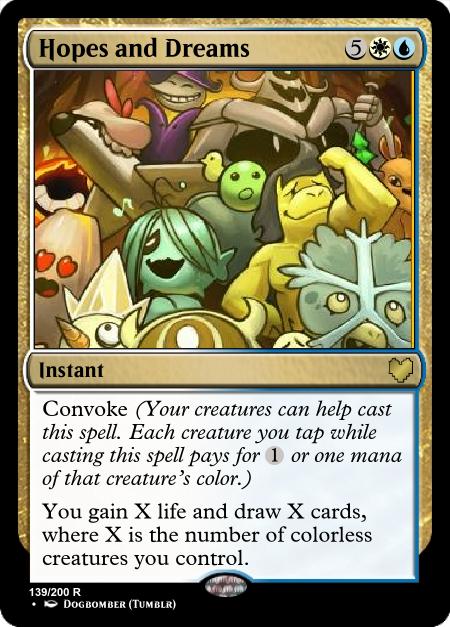 Hopes and Dreams 5
Instant
Convoke (Your creatures can help cast
this spell. Each creature you tap while
casting this spell pays for 1 or one mana
of that creature's color.)
You gain X life and draw X cards,
where X is the number of colorless
creatures you control.
139/200 R
• Dogbomber (Tumblr)